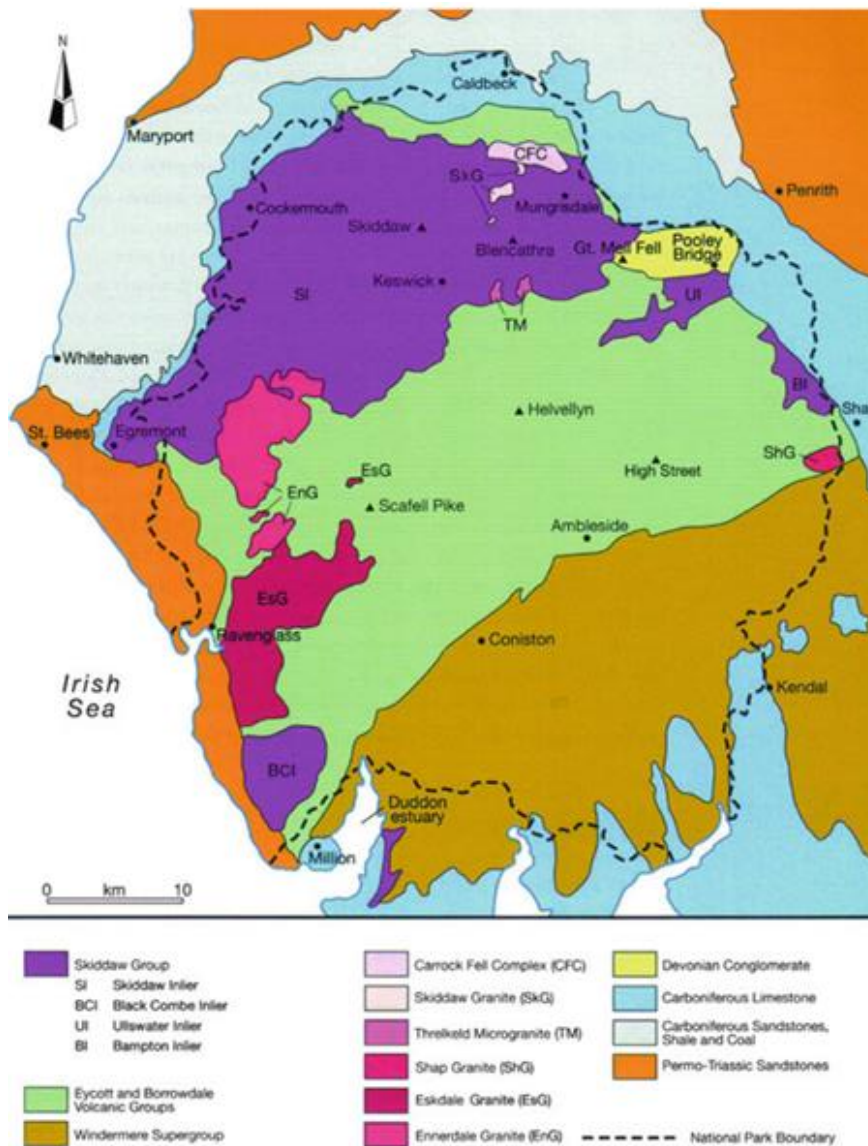 N
Caldbeck
Maryport
CFC
SkG
Penrith
Cockermouth
Mungrisdale
Skiddaw
Blencathra
Gt. Mell Fell
Pooley
Bridge
Keswick
SI
UI
TM
Whitehaven
BI
St. Bees
Egremont
Helvellyn
Sha
EsG
High Street
ShG
EnG
Scafell Pike
Ambleside
EsG
Ravenglass
Coniston
Irish
Sea
Kendal
BCI
Duddon
estuary
Million
0 km 10
Skiddaw Group
SI Skiddaw Inlier
BCI Black Combe Inlier
UI Ullswater Inlier
BI Bampton Inlier
Eycott and Borrowdale
Volcanic Groups
Windermere Supergroup
Carrock Fell Complex (CFC)
Skiddaw Granite (SkG)
Threlkeld Microgranite (TM)
Shap Granite (ShG)
Eskdale Granite (EsG)
Ennerdale Granite (EnG)
Devonian Conglomerate
Carboniferous Limestone
Carboniferous Sandstones,
Shale and Coal
Permo-Triassic Sandstones
National Park Boundary